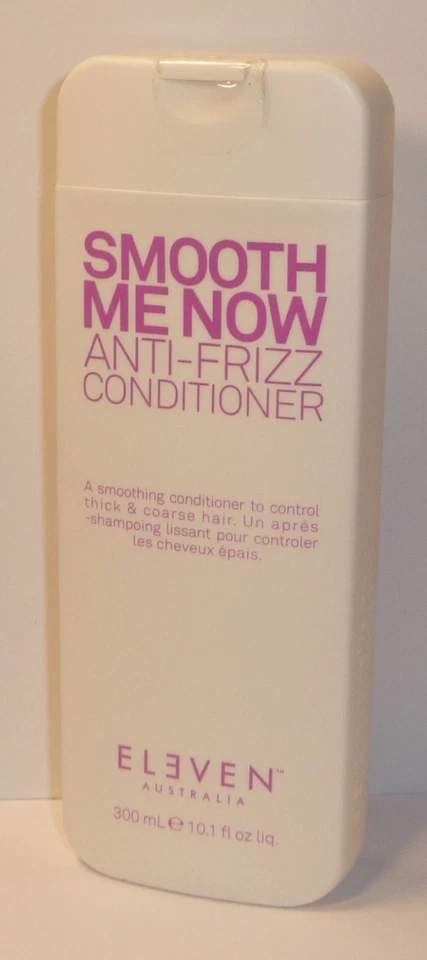 SMOOTH
ME NOW
ANTI-FRIZZ
CONDITIONER
A smoothing conditioner to control
thick & coarse hair. Un après
-shampoing lissant pour controler
les cheveux épais.
ELEVEN™
AUSTRALIA
300 mL ℮ 10.1 fl oz liq.